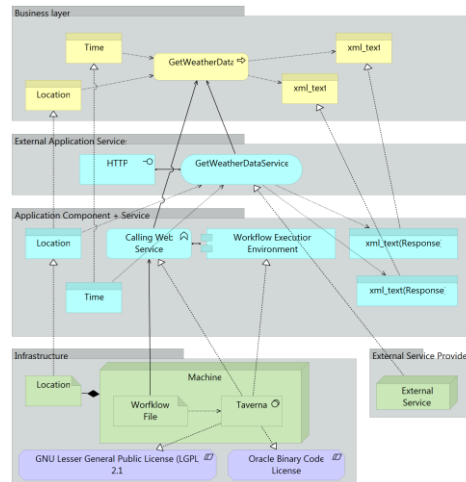 Business layer
Time
xml_text
GetWeatherData
xml_text
Location
External Application Service:
HTTP
GetWeatherDataService
Application Component + Service
Location
Calling Web
Service
Workflow Execution
Environment
xml_text(Response)
Time
xml_text(Response)
Infrastructure
External Service Provide
Machine
Location
Worfklow
File
Taverna
External
Service
GNU Lesser General Public License (LGPL
2.1
Oracle Binary Code
License